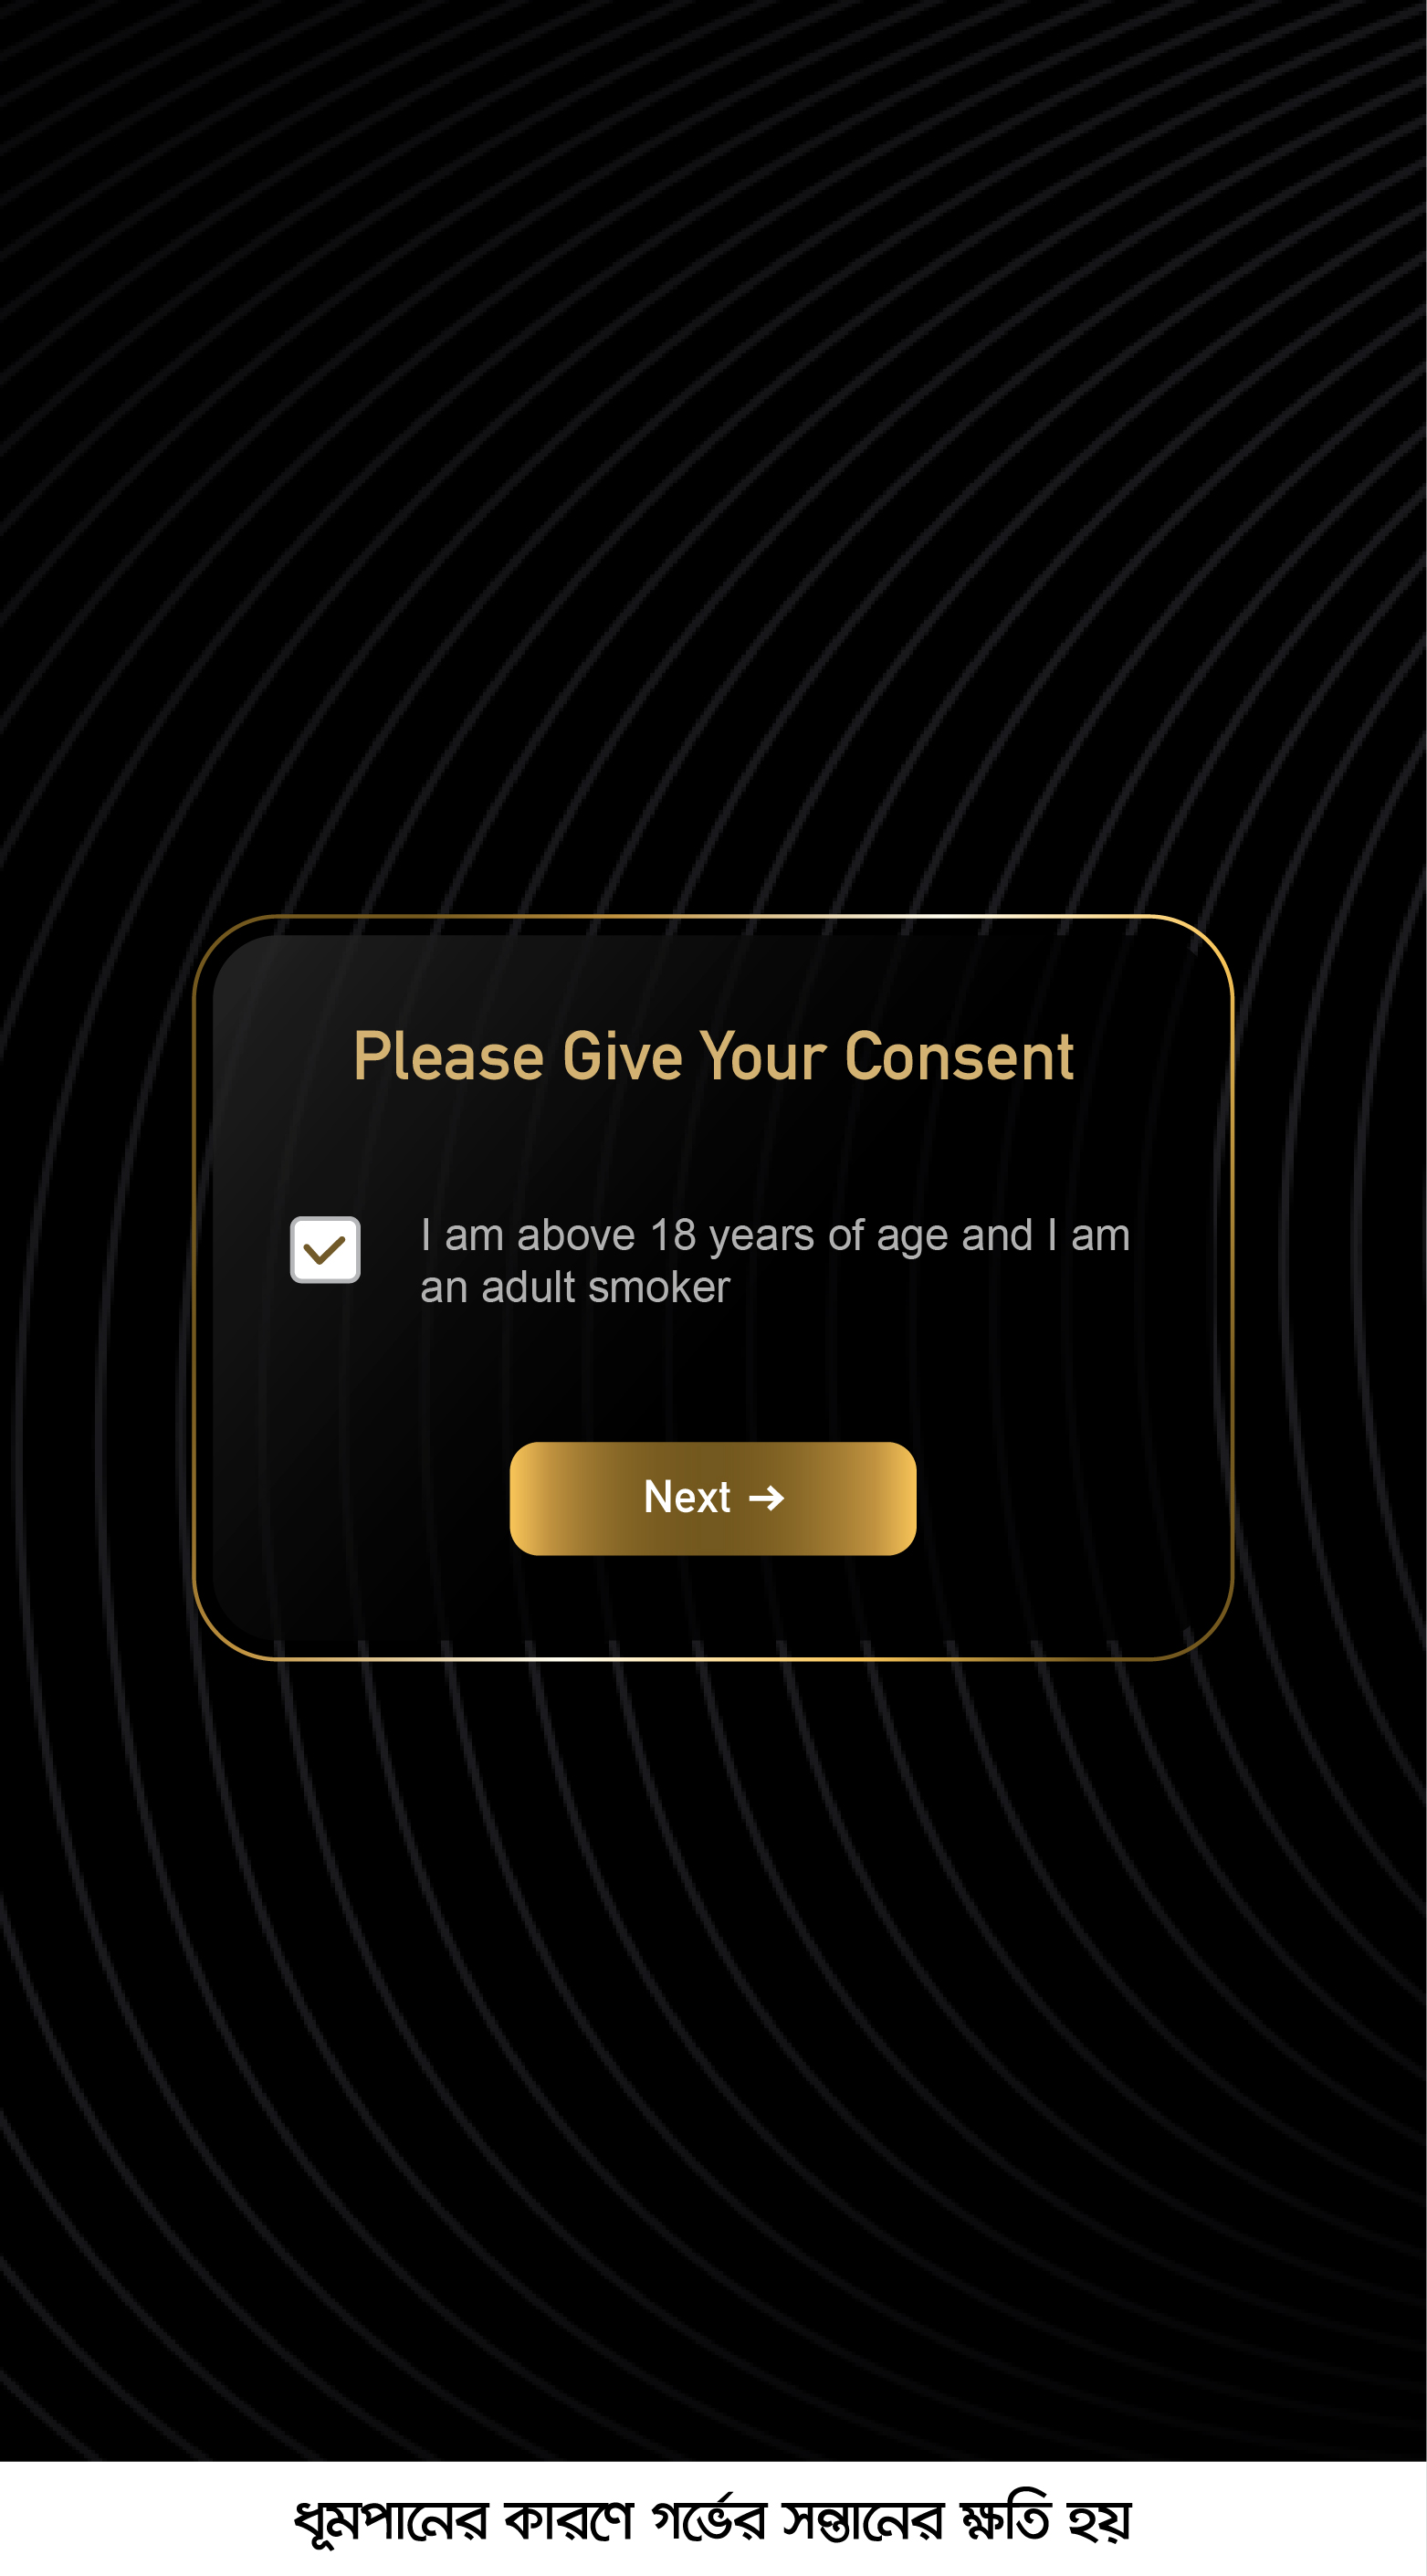 Please Give Your Consent
I am above 18 years of age and I am
an adult smoker
Next →
ধূমপানের কারণে গর্ভের সন্তানের ক্ষতি হয়